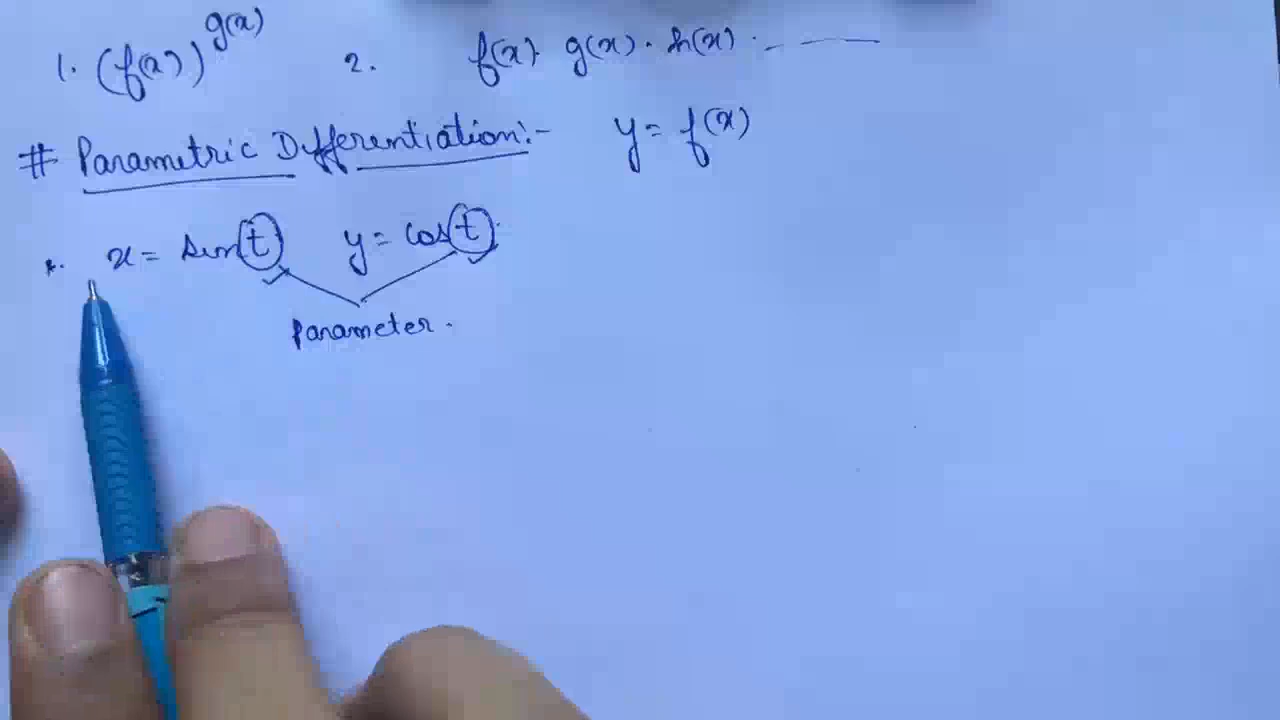 1. (f(x))^g(x) 2. f(x). g(x). h(x). ———
# Parametric Differentiation:- y = f(x)
*. x = sin t y = cos t.
Parameter.